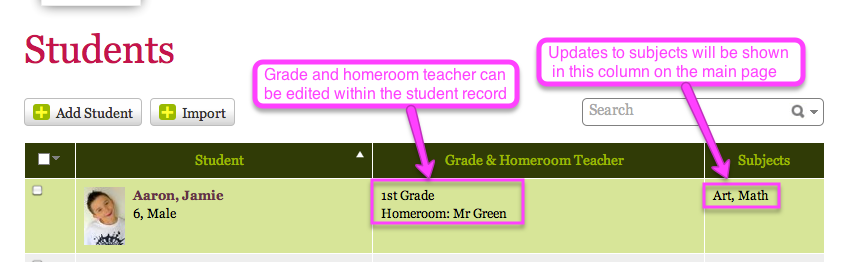 Students
Grade and homeroom teacher can
be edited within the student record
Updates to subjects will be shown
in this column on the main page
Add Student
Import
Search
Student
Grade & Homeroom Teacher
Subjects
Aaron, Jamie
6, Male
1st Grade
Homeroom: Mr Green
Art, Math